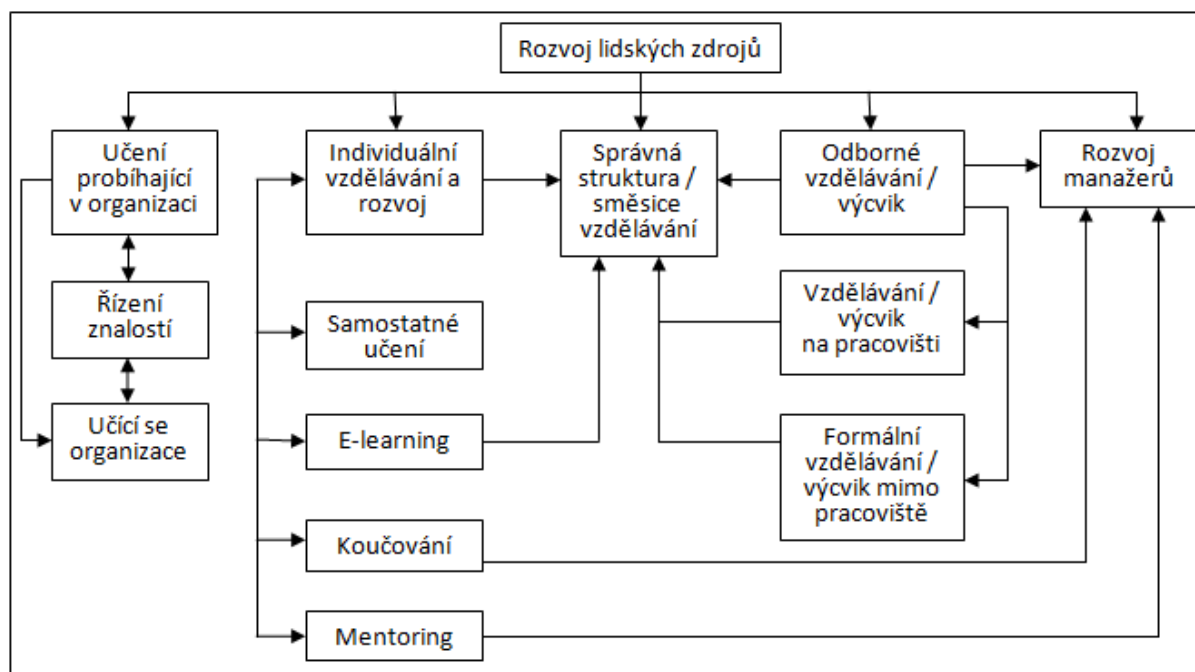 Rozvoj lidských zdrojů
Učení
probíhající
v organizaci
Individuální
vzdělávání a
rozvoj
Správná
struktura /
směsice
vzdělávání
Odborné
vzdělávání /
výcvik
Rozvoj
manažerů
Řízení
znalostí
Samostatné
učení
Vzdělávání /
výcvik
na pracovišti
Učící se
organizace
E-learning
Formální
vzdělávání /
výcvik mimo
pracoviště
Koučování
Mentoring